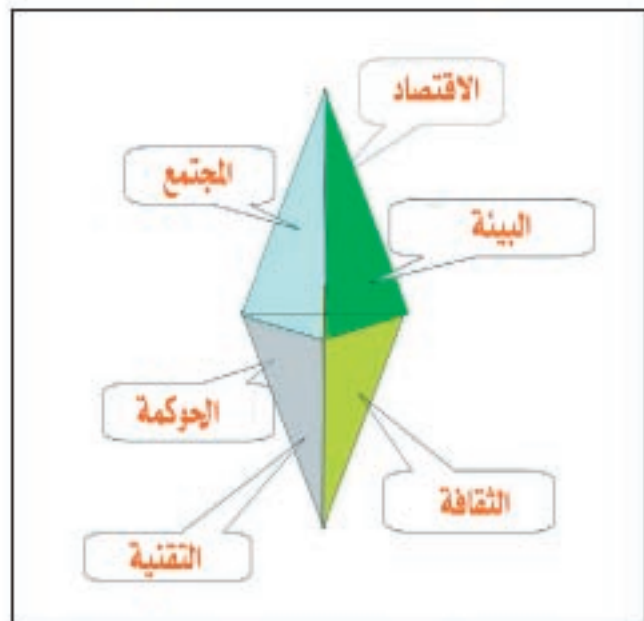 الاقتصاد
المجتمع
البيئة
الحوكمة
الثقافة
التقنية